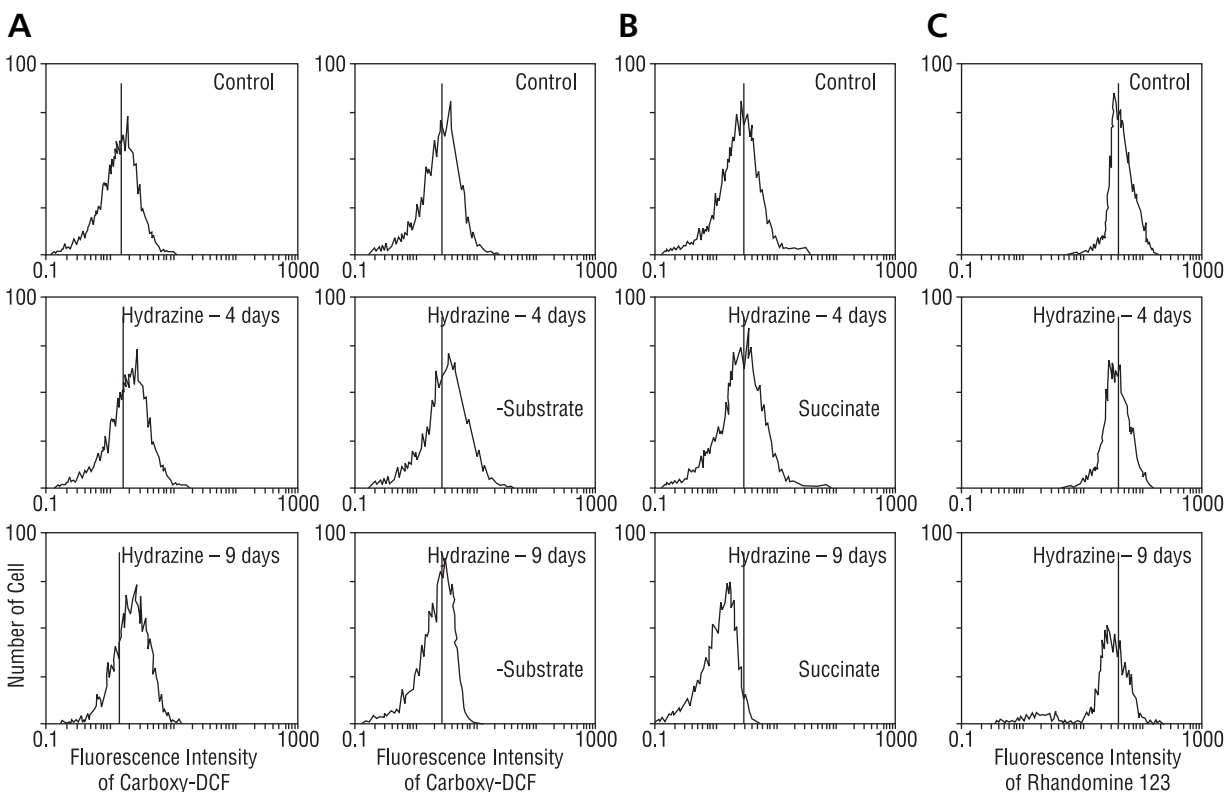 A
B
C
100
Control
0.1
1000
Control
0.1
1000
100
Control
0.1
1000
100
Control
0.1
1000
100
Hydrazine – 4 days
0.1
1000
Hydrazine – 4 days
-Substrate
0.1
1000
100
Hydrazine – 4 days
Succinate
0.1
1000
100
Hydrazine – 4 days
0.1
1000
Number of Cell
100
Hydrazine – 9 days
0.1
1000
Fluorescence Intensity
of Carboxy-DCF
100
Hydrazine – 9 days
-Substrate
0.1
1000
Fluorescence Intensity
of Carboxy-DCF
100
Hydrazine – 9 days
Succinate
0.1
1000
100
Hydrazine – 9 days
0.1
1000
Fluorescence Intensity
of Rhandomine 123